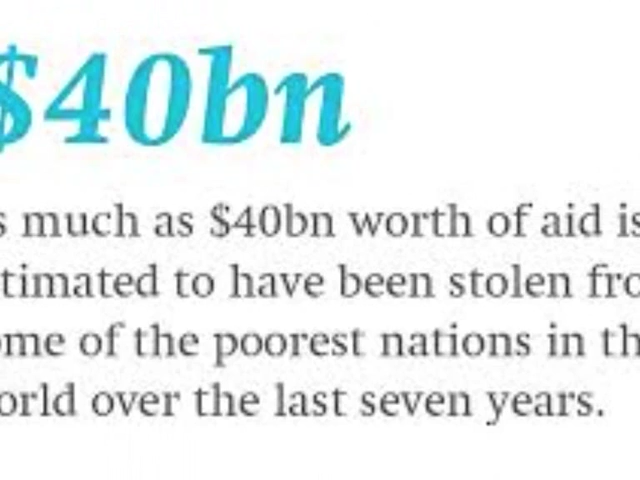 $40bn
s much as $40bn worth of aid is
timated to have been stolen fro
ome of the poorest nations in th
orld over the last seven years.